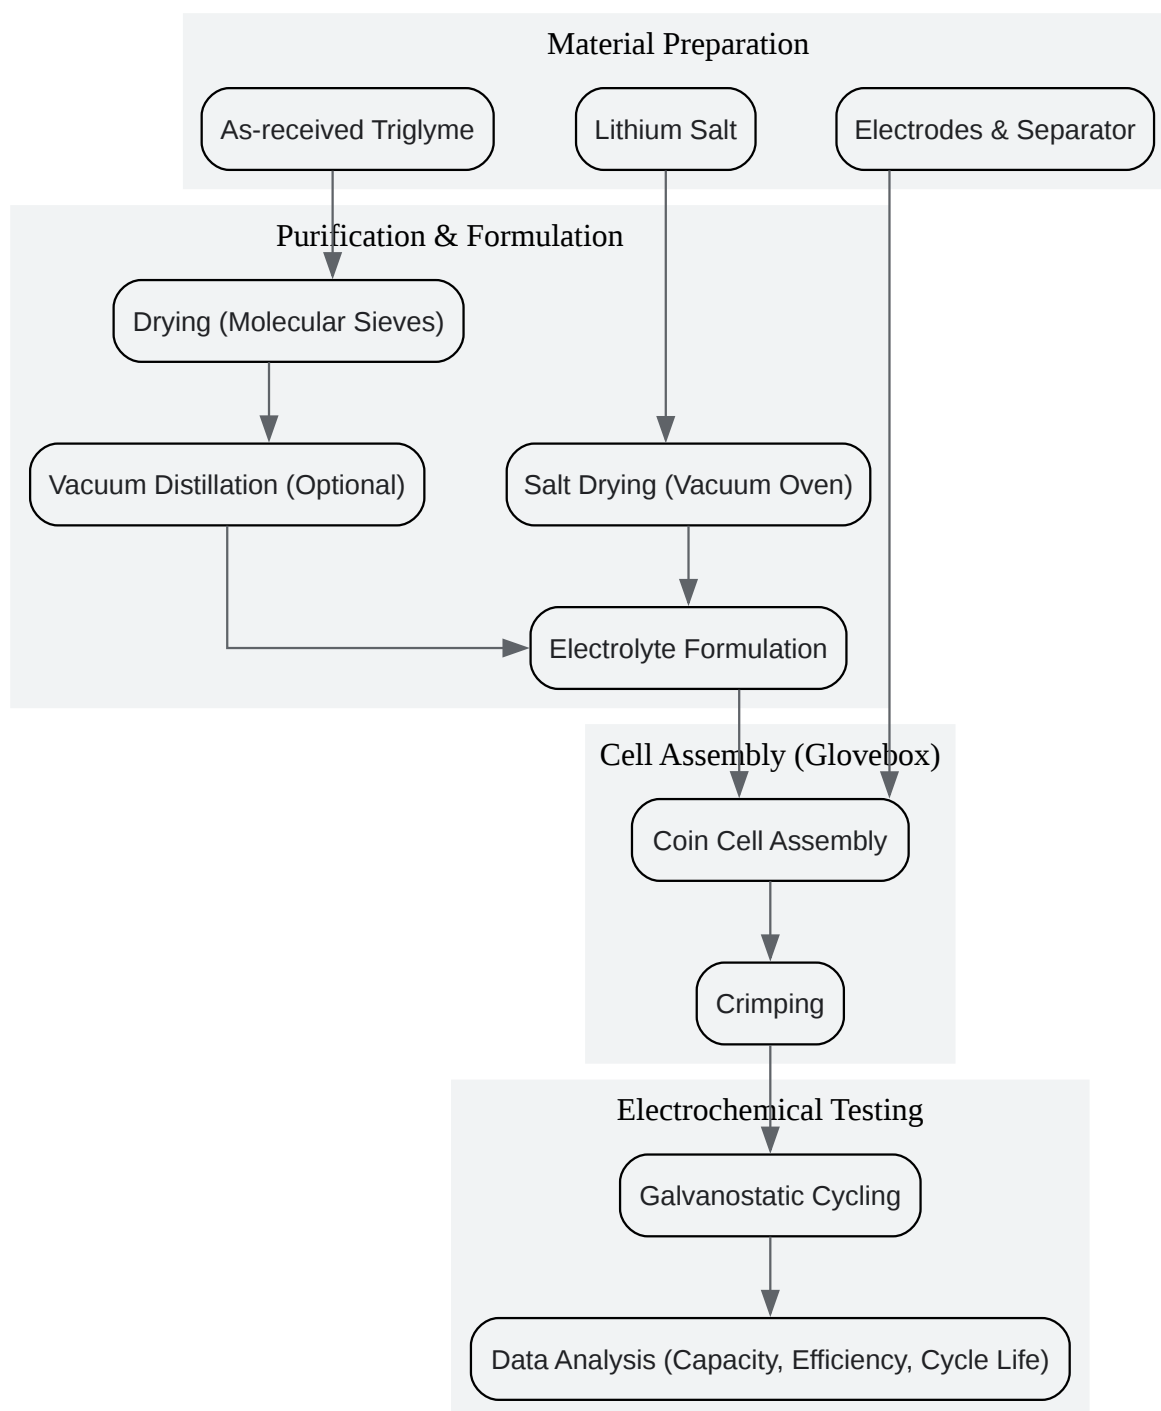 Material Preparation
As-received Triglyme
Lithium Salt
Electrodes & Separator
Purification & Formulation
Drying (Molecular Sieves)
Vacuum Distillation (Optional)
Salt Drying (Vacuum Oven)
Electrolyte Formulation
Cell Assembly (Glovebox)
Coin Cell Assembly
Crimping
Electrochemical Testing
Galvanostatic Cycling
Data Analysis (Capacity, Efficiency, Cycle Life)